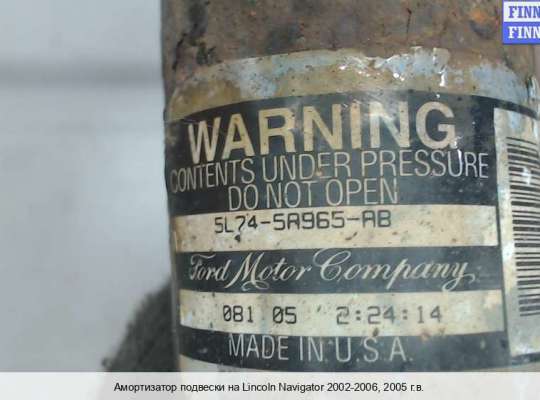 FINN
FINN
WARNING
CONTENTS UNDER PRESSURE
DO NOT OPEN
5L74-5A965-AB
Ford Motor Company
081 05 2:24:14
MADE IN U.S.A.
Амортизатор подвески на Lincoln Navigator 2002-2006, 2005 г.в.